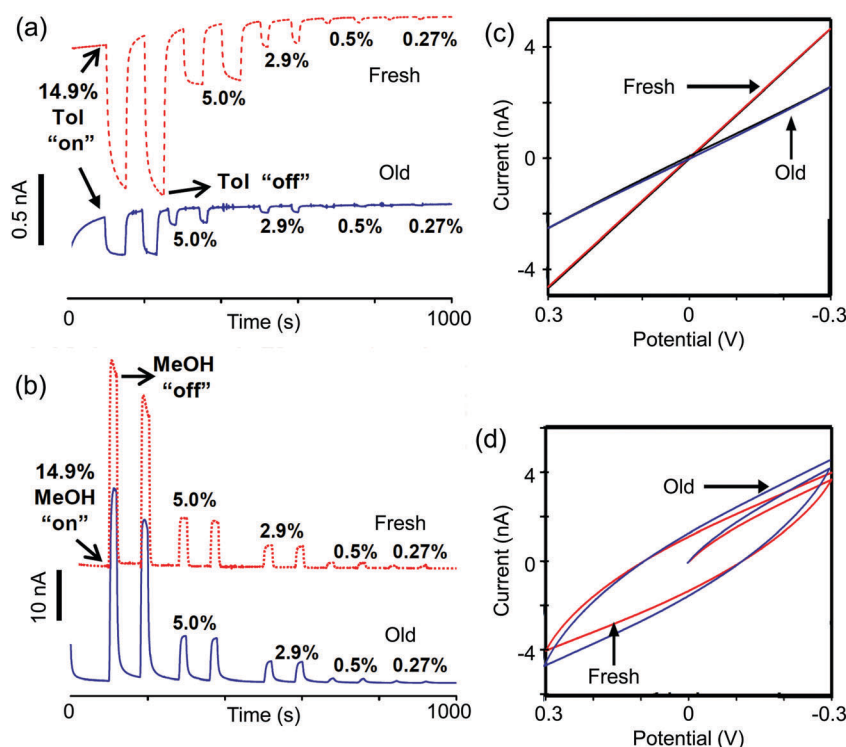 (a)
14.9%
Tol
“on”
5.0%
2.9%
0.5%
0.27%
Fresh
Tol “off”
Old
5.0%
2.9%
0.5%
0.27%
0.5 nA
0
Time (s)
1000
(b)
MeOH
“off”
14.9%
MeOH
“on”
5.0%
2.9%
Fresh
0.5%
0.27%
10 nA
5.0%
Old
2.9%
0.5%
0.27%
0
Time (s)
1000
(c)
Current (nA)
4
0
-4
Fresh
Old
0.3
0
-0.3
Potential (V)
(d)
Current (nA)
4
0
-4
Old
Fresh
0.3
0
-0.3
Potential (V)